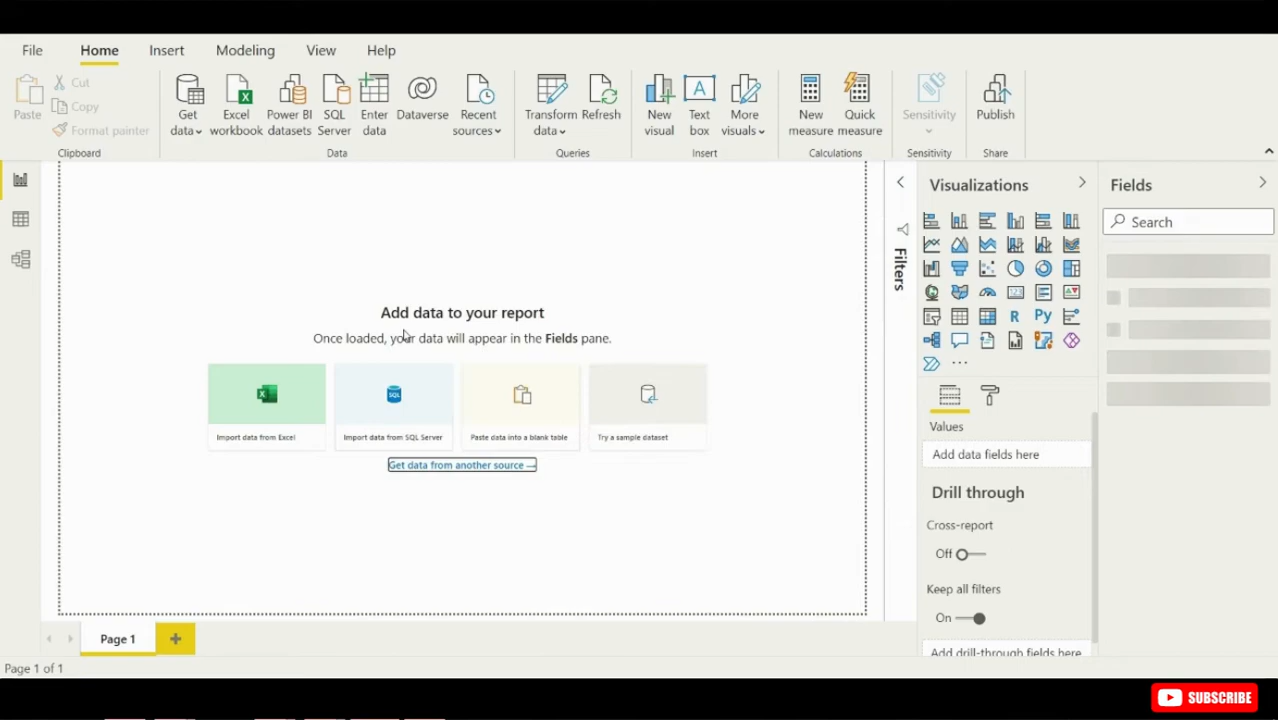 File Home Insert Modeling View Help
Paste
Cut
Copy
Format painter
Clipboard
Get data
Excel workbook
Power BI datasets
SQL Server
Enter data
Dataverse
Recent sources
Data
Transform data
Refresh
Queries
New visual
Text box
More visuals
Insert
New measure
Quick measure
Calculations
Sensitivity
Sensitivity
Publish
Share
Add data to your report
Once loaded, your data will appear in the Fields pane.
SQL
Import data from Excel
Import data from SQL Server
Paste data into a blank table
Try a sample dataset
Get data from another source →
Filters
Visualizations
123
R
Py
...
Values
Add data fields here
Drill through
Cross-report
Off
Keep all filters
On
Add drill-through fields here
Fields
Search
Page 1
Page 1 of 1
SUBSCRIBE